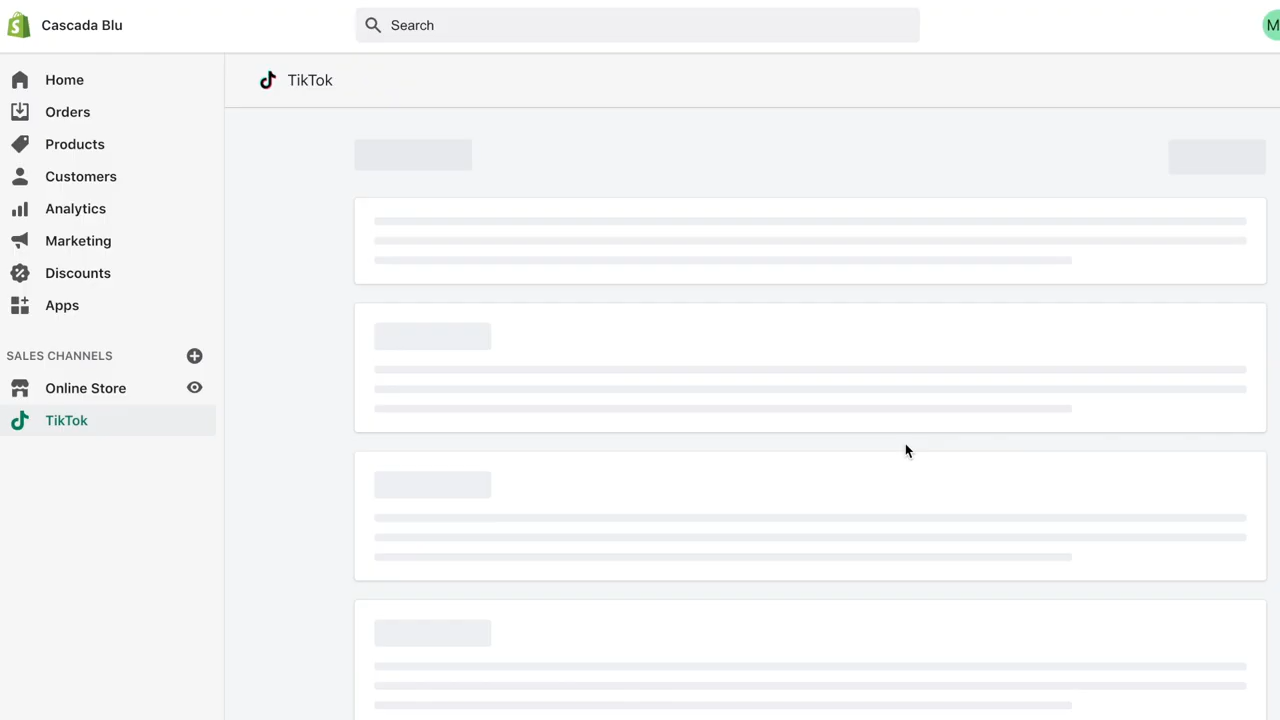 Cascada Blu
Search
M
Home
Orders
Products
Customers
Analytics
Marketing
Discounts
Apps
SALES CHANNELS
Online Store
TikTok
TikTok